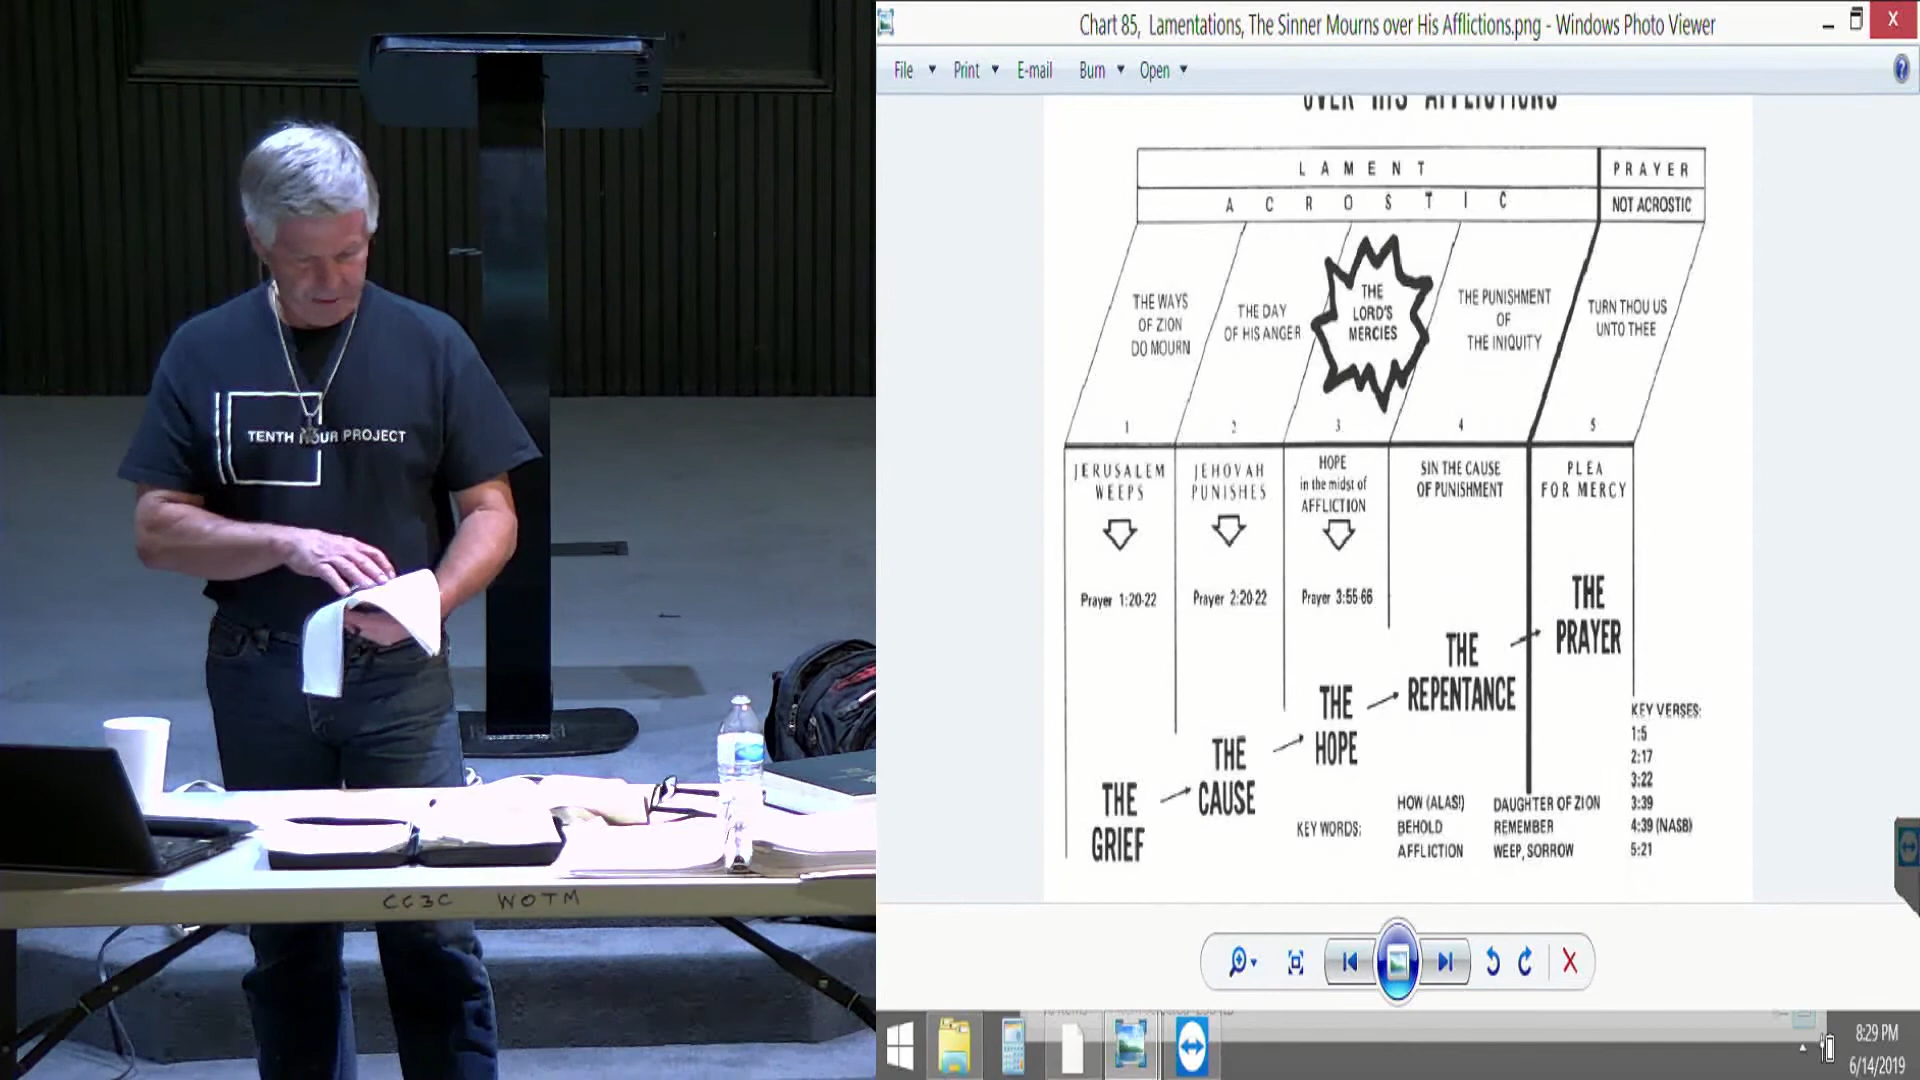 TENTH HOUR PROJECT
CC3C WOTM
Chart 85, Lamentations, The Sinner Mourns over His Afflictions.png - Windows Photo Viewer
File Print E-mail Burn Open
OVER HIS AFFLICTIONS
LAMENT PRAYER
ACROSTIC NOT ACROSTIC
THE WAYS
OF ZION
DO MOURN
THE DAY
OF HIS ANGER
THE
LORD'S
MERCIES
THE PUNISHMENT
OF
THE INIQUITY
TURN THOU US
UNTO THEE
1 2 3 4 5
JERUSALEM
WEEPS
JEHOVAH
PUNISHES
HOPE
in the midst of
AFFLICTION
SIN THE CAUSE
OF PUNISHMENT
PLEA
FOR MERCY
Prayer 1:20-22
Prayer 2:20-22
Prayer 3:55-66
THE
GRIEF
THE
CAUSE
THE
HOPE
THE
REPENTANCE
THE
PRAYER
KEY WORDS:
HOW (ALAS!)
BEHOLD
AFFLICTION
DAUGHTER OF ZION
REMEMBER
WEEP, SORROW
KEY VERSES:
1:5
2:17
3:22
3:39
4:39 (NASB)
5:21
8:29 PM
6/14/2019